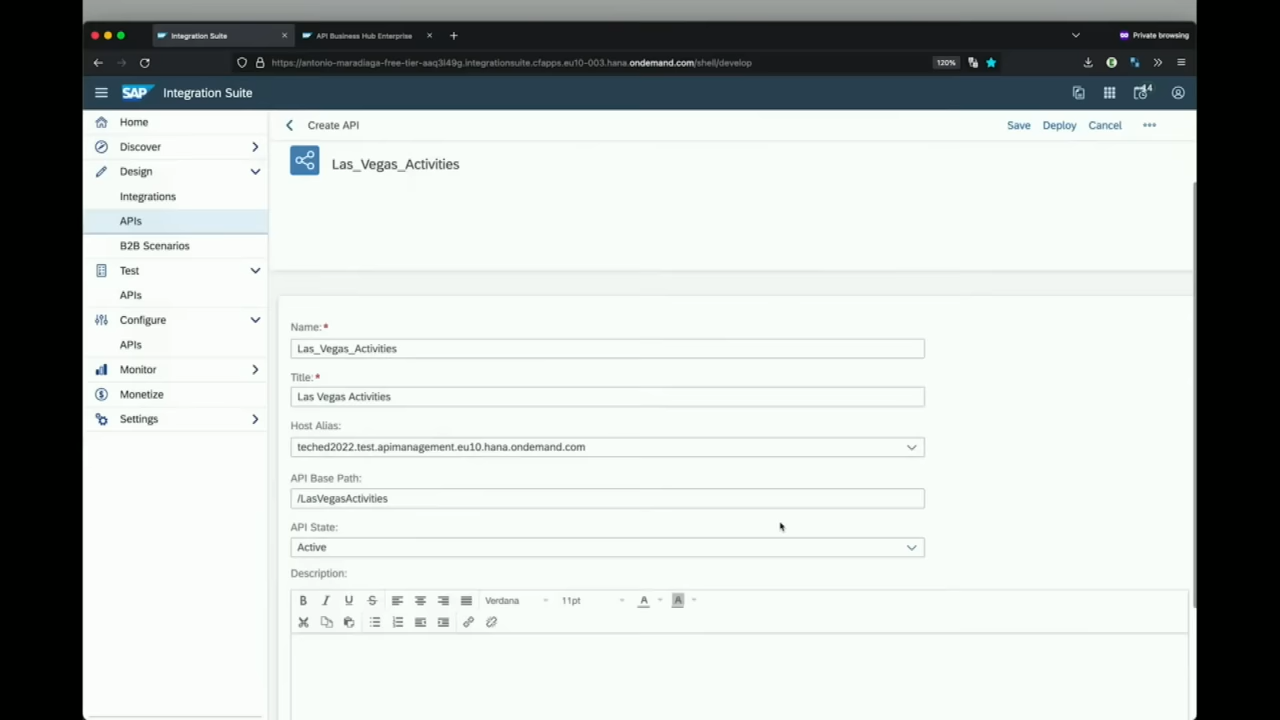 Integration Suite
API Business Hub Enterprise
Private browsing
https://antonio-maradiaga-free-tier-aaq3l49g.integrationsuite.cfapps.eu10-003.hana.ondemand.com/shell/develop
120%
SAP Integration Suite
14
Home
Discover
Design
Integrations
APIs
B2B Scenarios
Test
APIs
Configure
APIs
Monitor
Monetize
Settings
Create API
Save Deploy Cancel
Las_Vegas_Activities
Name:*
Las_Vegas_Activities
Title:*
Las Vegas Activities
Host Alias:
teched2022.test.apimanagement.eu10.hana.ondemand.com
API Base Path:
/LasVegasActivities
API State:
Active
Description:
B I U S Verdana 11pt A A